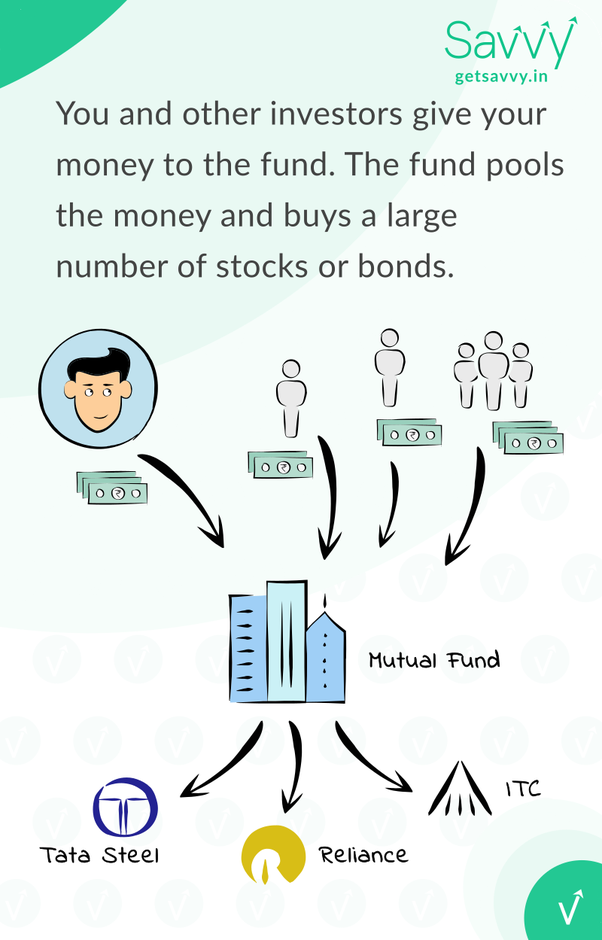 Savvy
getsavvy.in
You and other investors give your
money to the fund. The fund pools
the money and buys a large
number of stocks or bonds.
₹
₹
₹
₹
Mutual Fund
ITC
Tata Steel
Reliance